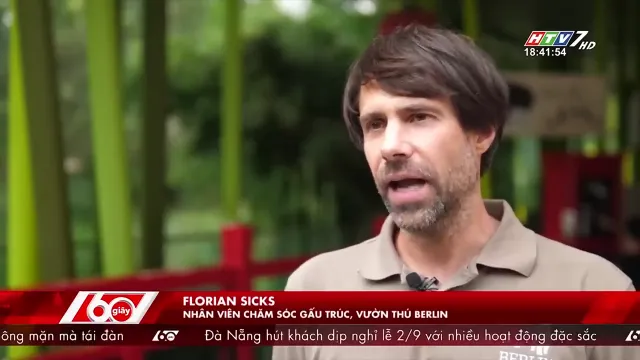 HTV7 HD
18:41:54
60 giây
FLORIAN SICKS
NHÂN VIÊN CHĂM SÓC GẤU TRÚC, VƯỜN THÚ BERLIN
BERLIN
ông mặn mà tái đàn 60 Đà Nẵng hút khách dịp nghỉ lễ 2/9 với nhiều hoạt động đặc sắc